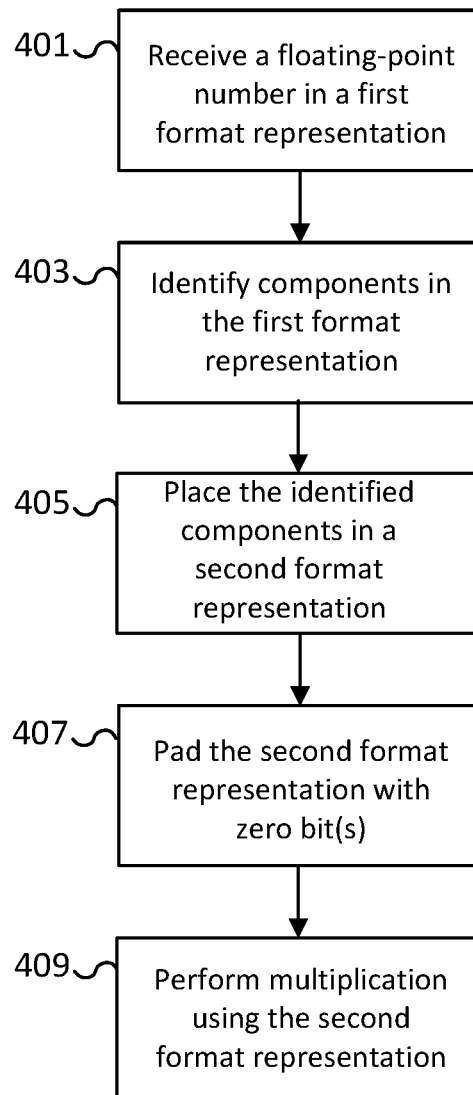 401
Receive a floating-point
number in a first
format representation
403
Identify components in
the first format
representation
405
Place the identified
components in a
second format
representation
407
Pad the second format
representation with
zero bit(s)
409
Perform multiplication
using the second
format representation